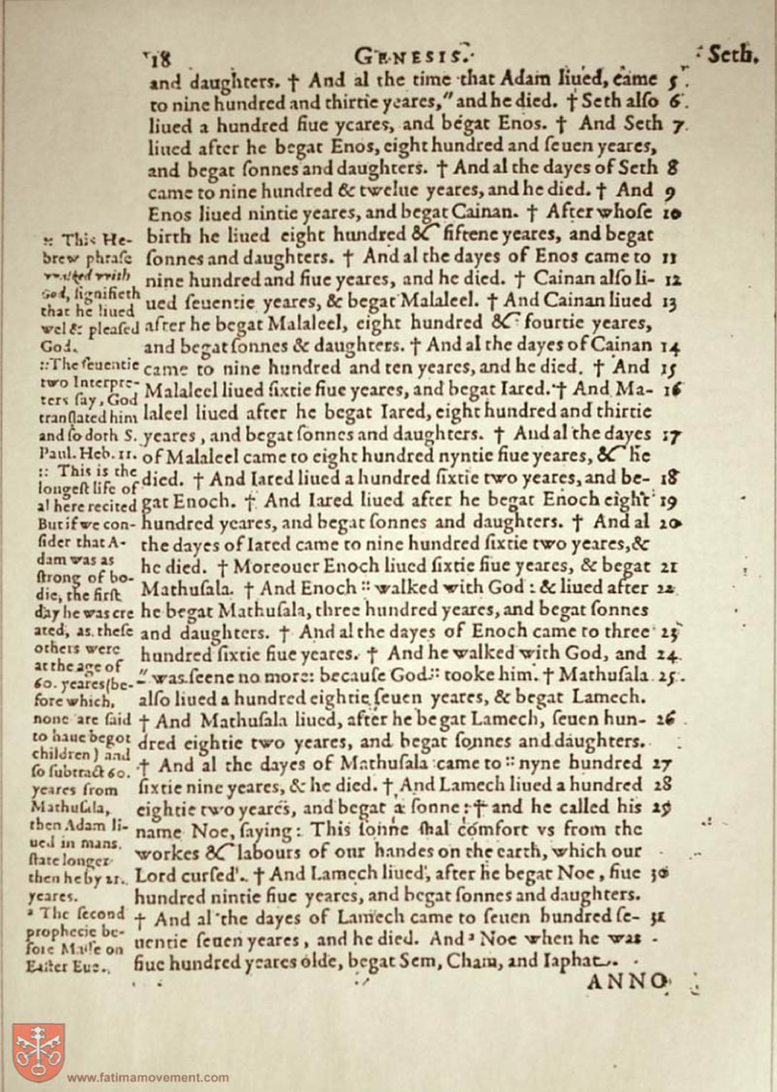 18 GENESIS. Seth.
and daughters. † And al the time that Adam liued, came 5
to nine hundred and thirtie yeares,″ and he died. † Seth alſo 6
liued a hundred fiue yeares, and begat Enos. † And Seth 7
liued after he begat Enos, eight hundred and ſeuen yeares,
and begat ſonnes and daughters. † And al the dayes of Seth 8
came to nine hundred & twelue yeares, and he died. † And 9
Enos liued nintie yeares, and begat Cainan. † After whoſe 10
birth he liued eight hundred & fiftene yeares, and begat
ſonnes and daughters. † And al the dayes of Enos came to 11
nine hundred and fiue yeares, and he died. † Cainan alſo li- 12
ued ſeuentie yeares, & begat Malaleel. † And Cainan liued 13
after he begat Malaleel, eight hundred & fourtie yeares,
and begat ſonnes & daughters. † And al the dayes of Cainan 14
came to nine hundred and ten yeares, and he died. † And 15
Malaleel liued ſixtie fiue yeares, and begat Iared. † And Ma- 16
laleel liued after he begat Iared, eight hundred and thirtie
yeares, and begat ſonnes and daughters. † And al the dayes 17
of Malaleel came to eight hundred nyntie fiue yeares, & he
died. † And Iared liued a hundred ſixtie two yeares, and be- 18
gat Enoch. † And Iared liued after he begat Enoch eight 19
hundred yeares, and begat ſonnes and daughters. † And al 20
the dayes of Iared came to nine hundred ſixtie two yeares, &
he died. † Moreouer Enoch liued ſixtie fiue yeares, & begat 21
Mathuſala. † And Enoch :: walked with God : & liued after 22
he begat Mathuſala, three hundred yeares, and begat ſonnes
and daughters. † And al the dayes of Enoch came to three 23
hundred ſixtie fiue yeares. † And he walked with God, and 24
″ was ſeene no more: becauſe God :: tooke him. † Mathuſala 25
alſo liued a hundred eightie ſeuen yeares, & begat Lamech.
† And Mathuſala liued, after he begat Lamech, ſeuen hun- 26
dred eightie two yeares, and begat ſonnes and daughters.
† And al the dayes of Mathuſala came to :: nyne hundred 27
ſixtie nine yeares, & he died. † And Lamech liued a hundred 28
eightie two yeares, and begat a ſonne: † and he called his 29
name Noe, ſaying: This ſonne ſhal comfort vs from the
workes & labours of our handes on the earth, which our
Lord curſed. † And Lamech liued, after he begat Noe, fiue 30
hundred nintie fiue yeares, and begat ſonnes and daughters.
† And al the dayes of Lamech came to ſeuen hundred ſe- 31
uentie ſeuen yeares, and he died. And ᵃ Noe when he was
fiue hundred yeares olde, begat Sem, Cham, and Iaphat.
ANNO
:: This He-
brew phraſe
walked with
God, ſignifieth
that he liued
wel & pleaſed
God.
:: The ſeuentie
two Interpre-
ters ſay, God
tranſlated him
and ſo doth S.
Paul. Heb. 11.
:: This is the
longeſt life of
al here recited
But if we con-
ſider that A-
dam was as
ſtrong of bo-
die, the firſt
day he was cre
ated, as theſe
others were
at the age of
60. yeares (be-
fore which,
none are ſaid
to haue begot
children) and
ſo ſubtract 60.
yeares from
Mathuſala,
then Adam li-
ued in mans
ſtate longer
then he by 21.
yeares.
ᵃ The ſecond
prophecie be-
fore Maſſe on
Eaſter Eue.
www.fatimamovement.com